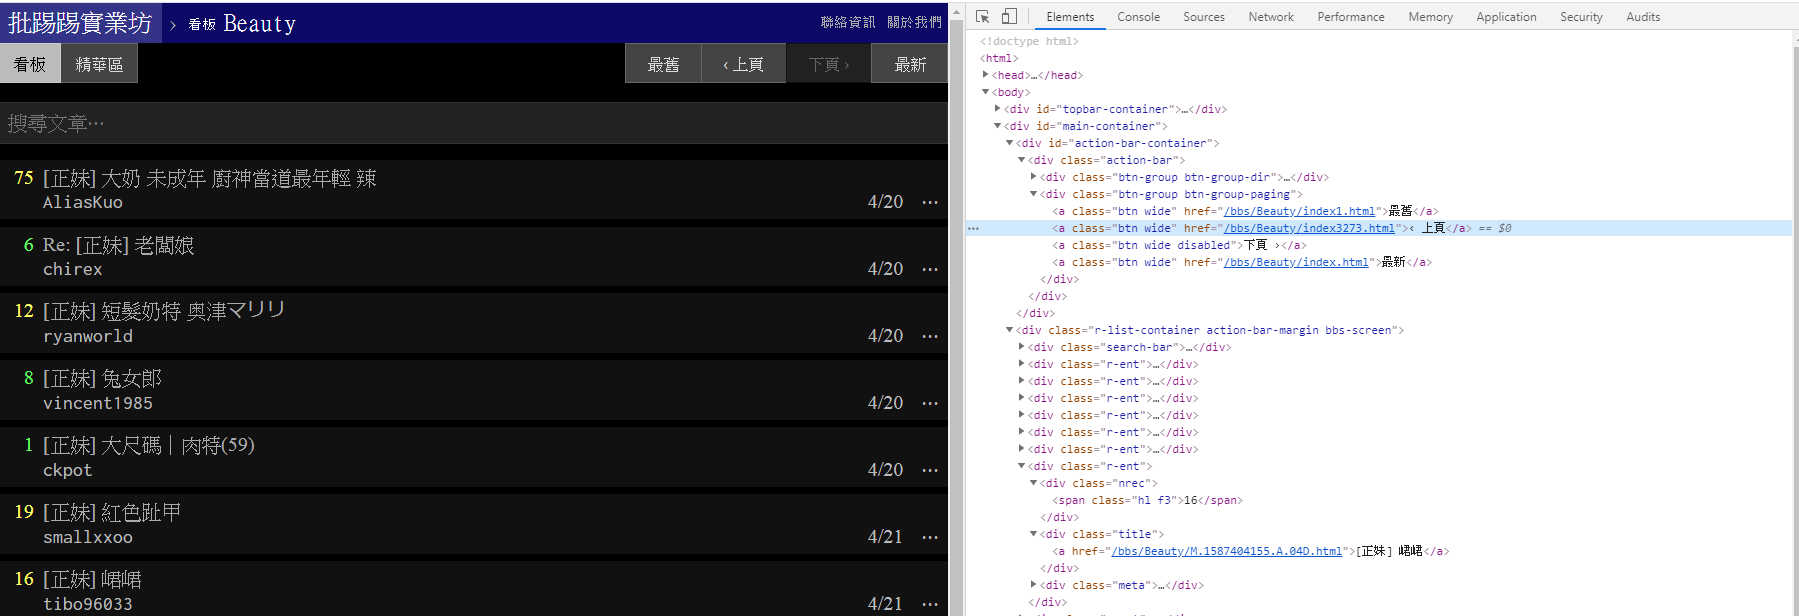 批踢踢實業坊 › 看板 Beauty 聯絡資訊 關於我們
看板 精華區 最舊 ‹ 上頁 下頁 › 最新
搜尋文章⋯
75 [正妹] 大奶 未成年 廚神當道最年輕 辣
AliasKuo 4/20 ⋯
6 Re: [正妹] 老闆娘
chirex 4/20 ⋯
12 [正妹] 短髮奶特 奥津マリリ
ryanworld 4/20 ⋯
8 [正妹] 兔女郎
vincent1985 4/20 ⋯
1 [正妹] 大尺碼｜肉特(59)
ckpot 4/20 ⋯
19 [正妹] 紅色趾甲
smallxxoo 4/21 ⋯
16 [正妹] 峮峮
tibo96033 4/21 ⋯
Elements Console Sources Network Performance Memory Application Security Audits
<!doctype html>
<html>
<head>…</head>
<body>
<div id="topbar-container">…</div>
<div id="main-container">
<div id="action-bar-container">
<div class="action-bar">
<div class="btn-group btn-group-dir">…</div>
<div class="btn-group btn-group-paging">
<a class="btn wide" href="/bbs/Beauty/index1.html">最舊</a>
<a class="btn wide" href="/bbs/Beauty/index3273.html">‹ 上頁</a> == $0
<a class="btn wide disabled">下頁 ›</a>
<a class="btn wide" href="/bbs/Beauty/index.html">最新</a>
</div>
</div>
</div>
<div class="r-list-container action-bar-margin bbs-screen">
<div class="search-bar">…</div>
<div class="r-ent">…</div>
<div class="r-ent">…</div>
<div class="r-ent">…</div>
<div class="r-ent">…</div>
<div class="r-ent">…</div>
<div class="r-ent">…</div>
<div class="r-ent">
<div class="nrec">
<span class="hl f3">16</span>
</div>
<div class="title">
<a href="/bbs/Beauty/M.1587404155.A.04D.html">[正妹] 峮峮</a>
</div>
<div class="meta">…</div>
</div>